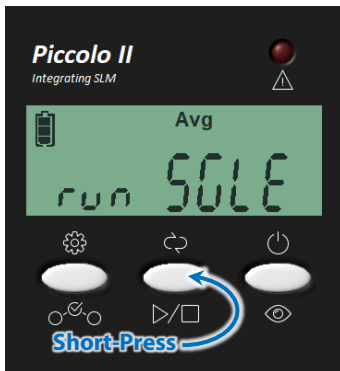 Piccolo II
Integrating SLM
Avg
run SGLE
Short-Press